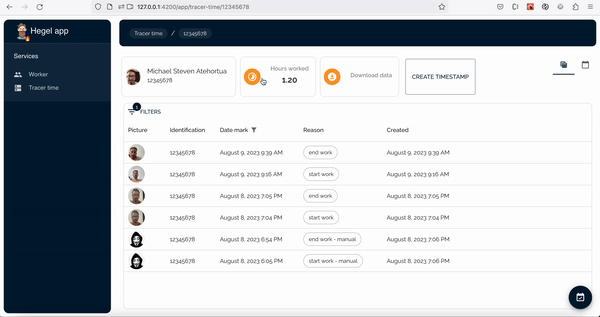 127.0.0.1:4200/app/tracer-time/12345678
Hegel app
Tracer time / 12345678
Services
Worker
Tracer time
Michael Steven Atehortua
12345678
Hours worked
1.20
Download data
CREATE TIMESTAMP
1
FILTERS
Picture Identification Date mark Reason Created
12345678 August 9, 2023 9:39 AM end work August 9, 2023 9:39 AM
12345678 August 9, 2023 9:16 AM start work August 9, 2023 9:16 AM
12345678 August 8, 2023 7:05 PM end work August 8, 2023 7:05 PM
12345678 August 8, 2023 7:04 PM start work August 8, 2023 7:04 PM
12345678 August 8, 2023 6:54 PM end work - manual August 8, 2023 7:06 PM
12345678 August 8, 2023 6:05 PM start work - manual August 8, 2023 7:06 PM